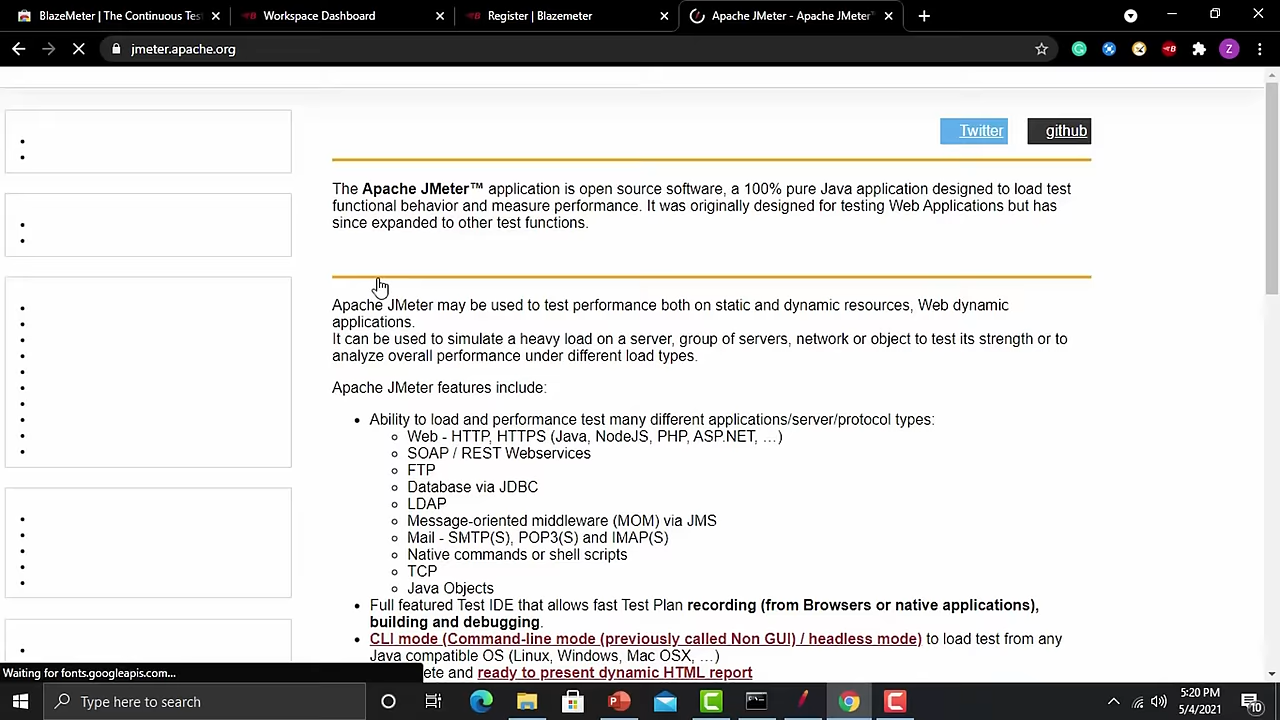 BlazeMeter | The Continuous Test
Workspace Dashboard
Register | Blazemeter
Apache JMeter - Apache JMeter™
jmeter.apache.org
Z
Twitter
github
The Apache JMeter™ application is open source software, a 100% pure Java application designed to load test
functional behavior and measure performance. It was originally designed for testing Web Applications but has
since expanded to other test functions.
Apache JMeter may be used to test performance both on static and dynamic resources, Web dynamic
applications.
It can be used to simulate a heavy load on a server, group of servers, network or object to test its strength or to
analyze overall performance under different load types.
Apache JMeter features include:
Ability to load and performance test many different applications/server/protocol types:
Web - HTTP, HTTPS (Java, NodeJS, PHP, ASP.NET, …)
SOAP / REST Webservices
FTP
Database via JDBC
LDAP
Message-oriented middleware (MOM) via JMS
Mail - SMTP(S), POP3(S) and IMAP(S)
Native commands or shell scripts
TCP
Java Objects
Full featured Test IDE that allows fast Test Plan recording (from Browsers or native applications),
building and debugging.
CLI mode (Command-line mode (previously called Non GUI) / headless mode) to load test from any
Java compatible OS (Linux, Windows, Mac OSX, …)
ete and ready to present dynamic HTML report
Waiting for fonts.googleapis.com...
Type here to search
5:20 PM
5/4/2021
10